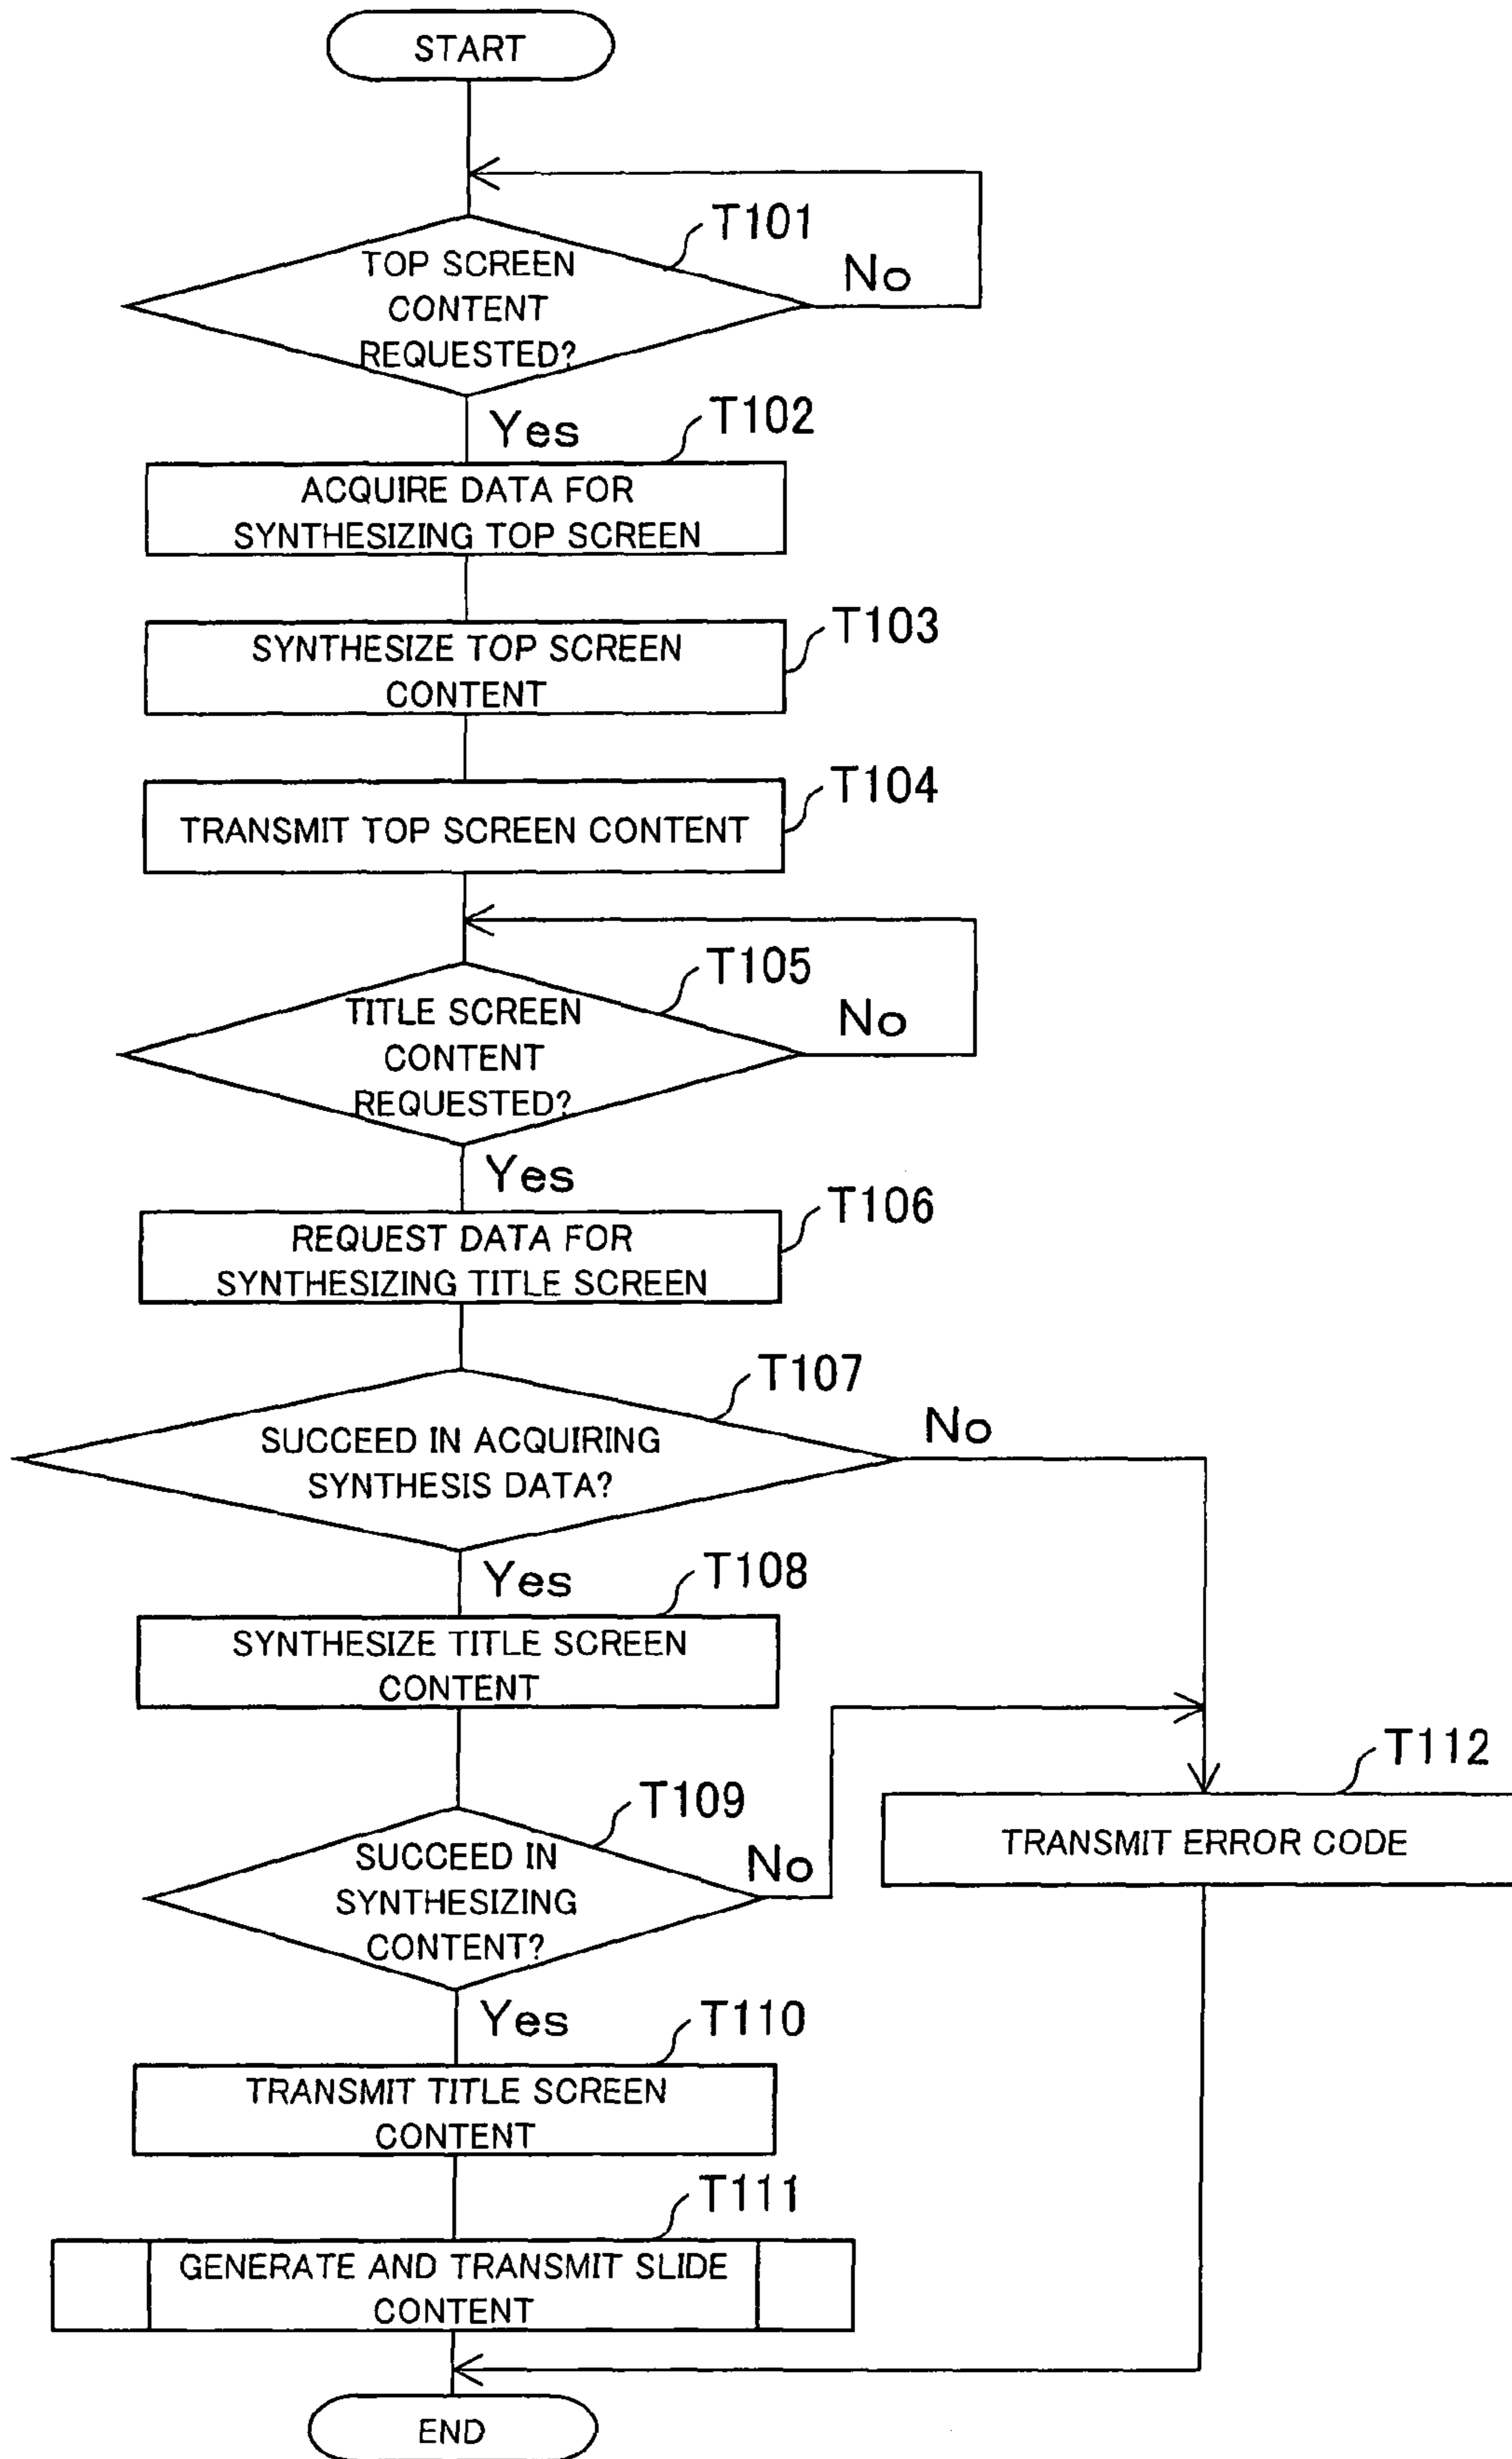 START
T101
TOP SCREEN
CONTENT
REQUESTED?
No
Yes
T102
ACQUIRE DATA FOR
SYNTHESIZING TOP SCREEN
T103
SYNTHESIZE TOP SCREEN
CONTENT
T104
TRANSMIT TOP SCREEN CONTENT
T105
TITLE SCREEN
CONTENT
REQUESTED?
No
Yes
T106
REQUEST DATA FOR
SYNTHESIZING TITLE SCREEN
T107
SUCCEED IN ACQUIRING
SYNTHESIS DATA?
No
Yes
T108
SYNTHESIZE TITLE SCREEN
CONTENT
T109
SUCCEED IN
SYNTHESIZING
CONTENT?
No
T112
TRANSMIT ERROR CODE
Yes
T110
TRANSMIT TITLE SCREEN
CONTENT
T111
GENERATE AND TRANSMIT SLIDE
CONTENT
END